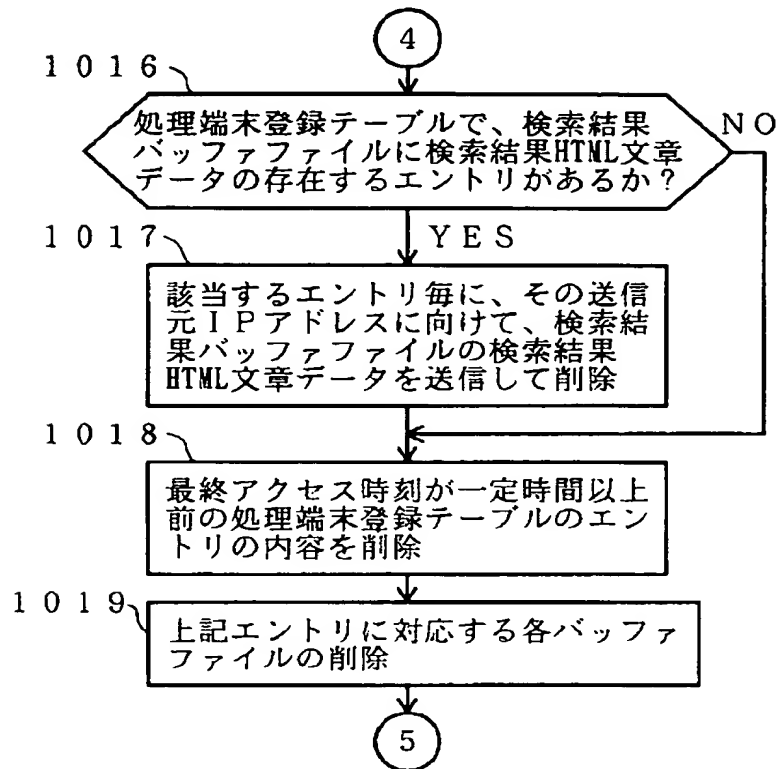 4
1016
処理端末登録テーブルで、検索結果
バッファファイルに検索結果HTML文章
データの存在するエントリがあるか?
NO
YES
1017
該当するエントリ毎に、その送信
元IPアドレスに向けて、検索結
果バッファファイルの検索結果
HTML文章データを送信して削除
1018
最終アクセス時刻が一定時間以上
前の処理端末登録テーブルのエン
トリの内容を削除
1019
上記エントリに対応する各バッファ
ファイルの削除
5